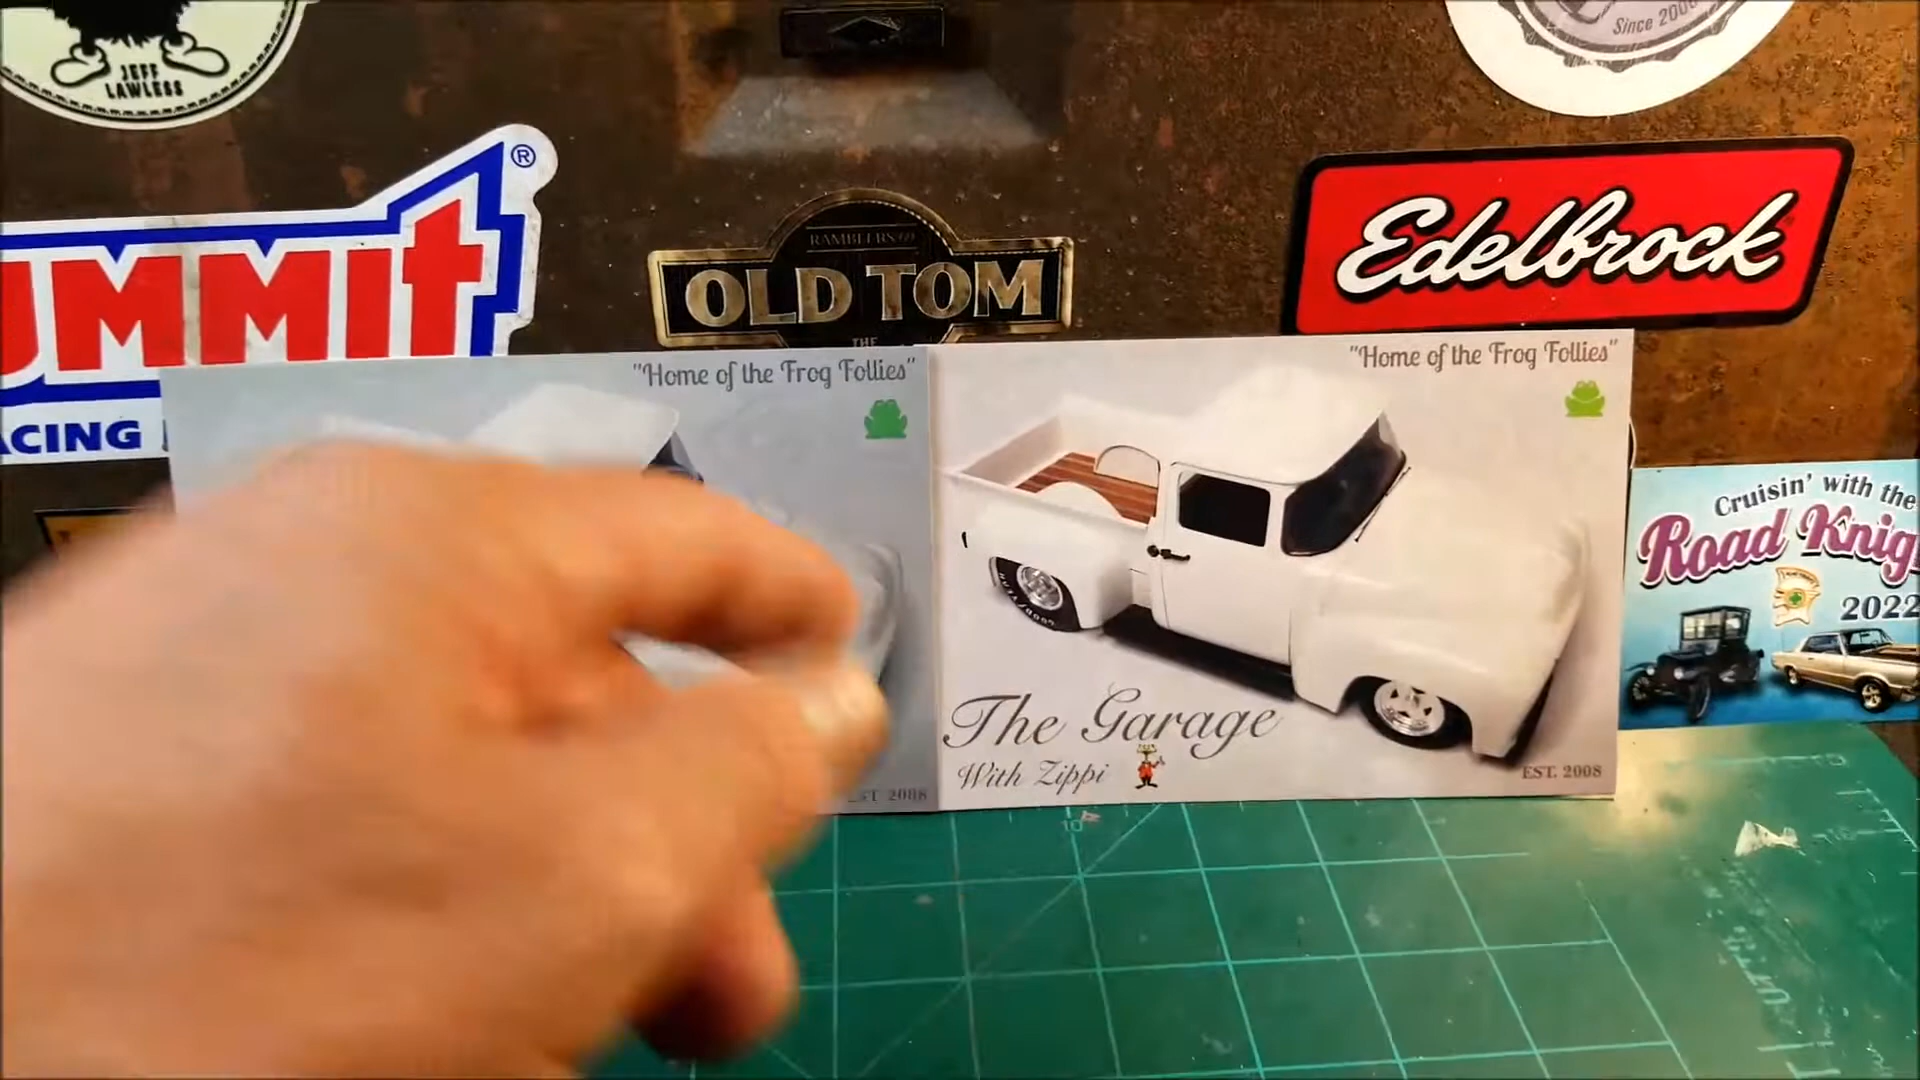 JEFF
LAWLESS
Since 200
UMMIT
®
ACING
RAMBLERS
OLD TOM
THE
Edelbrock
"Home of the Frog Follies"
EST. 2008
"Home of the Frog Follies"
The Garage
With Zippi
EST. 2008
Cruisin' with the
Road Knig
2022
10